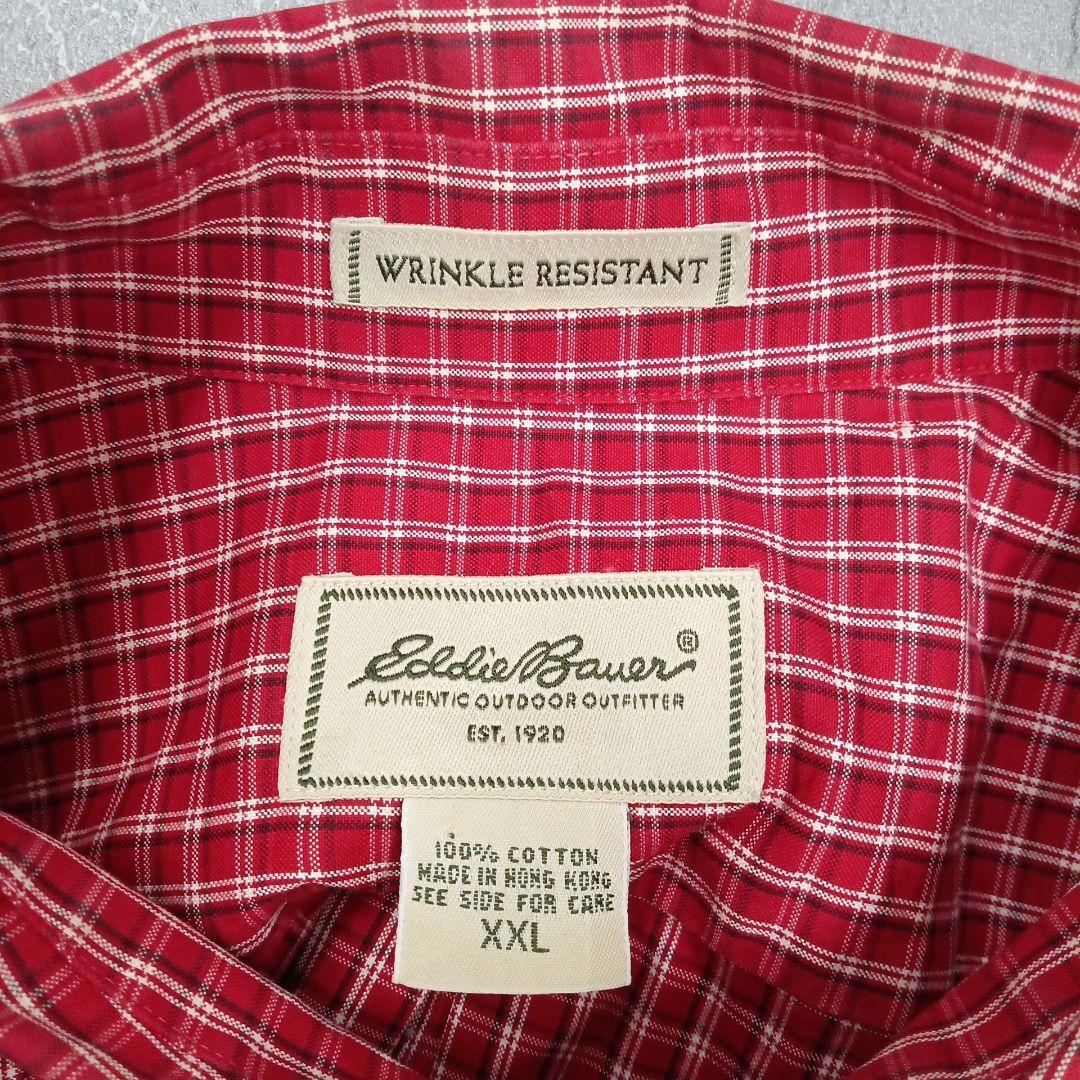 WRINKLE RESISTANT
Eddie Bauer ®
AUTHENTIC OUTDOOR OUTFITTER
EST. 1920
100% COTTON
MADE IN HONG KONG
SEE SIDE FOR CARE
XXL